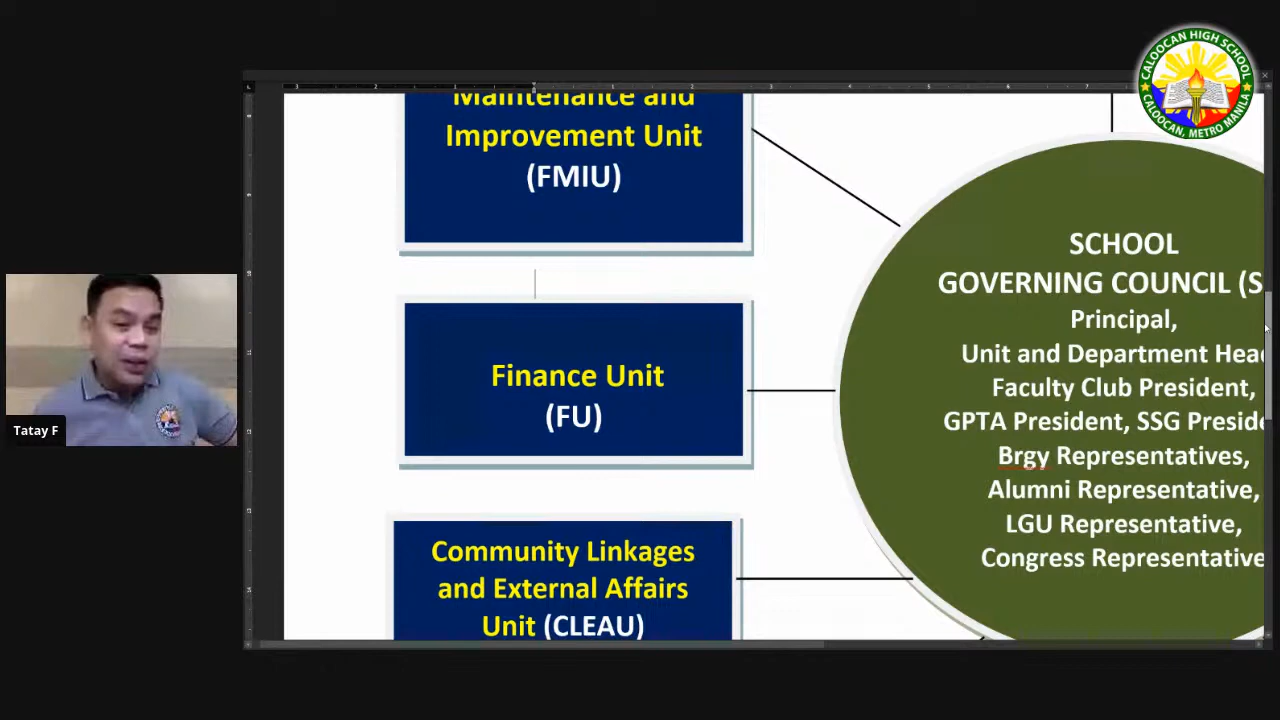 CALOOCAN HIGH SCHOOL
CALOOCAN, METRO MANILA
Maintenance and
Improvement Unit
(FMIU)
Finance Unit
(FU)
Community Linkages
and External Affairs
Unit (CLEAU)
SCHOOL
GOVERNING COUNCIL (S
Principal,
Unit and Department Head
Faculty Club President,
GPTA President, SSG Preside
Brgy Representatives,
Alumni Representative,
LGU Representative,
Congress Representative
Tatay F